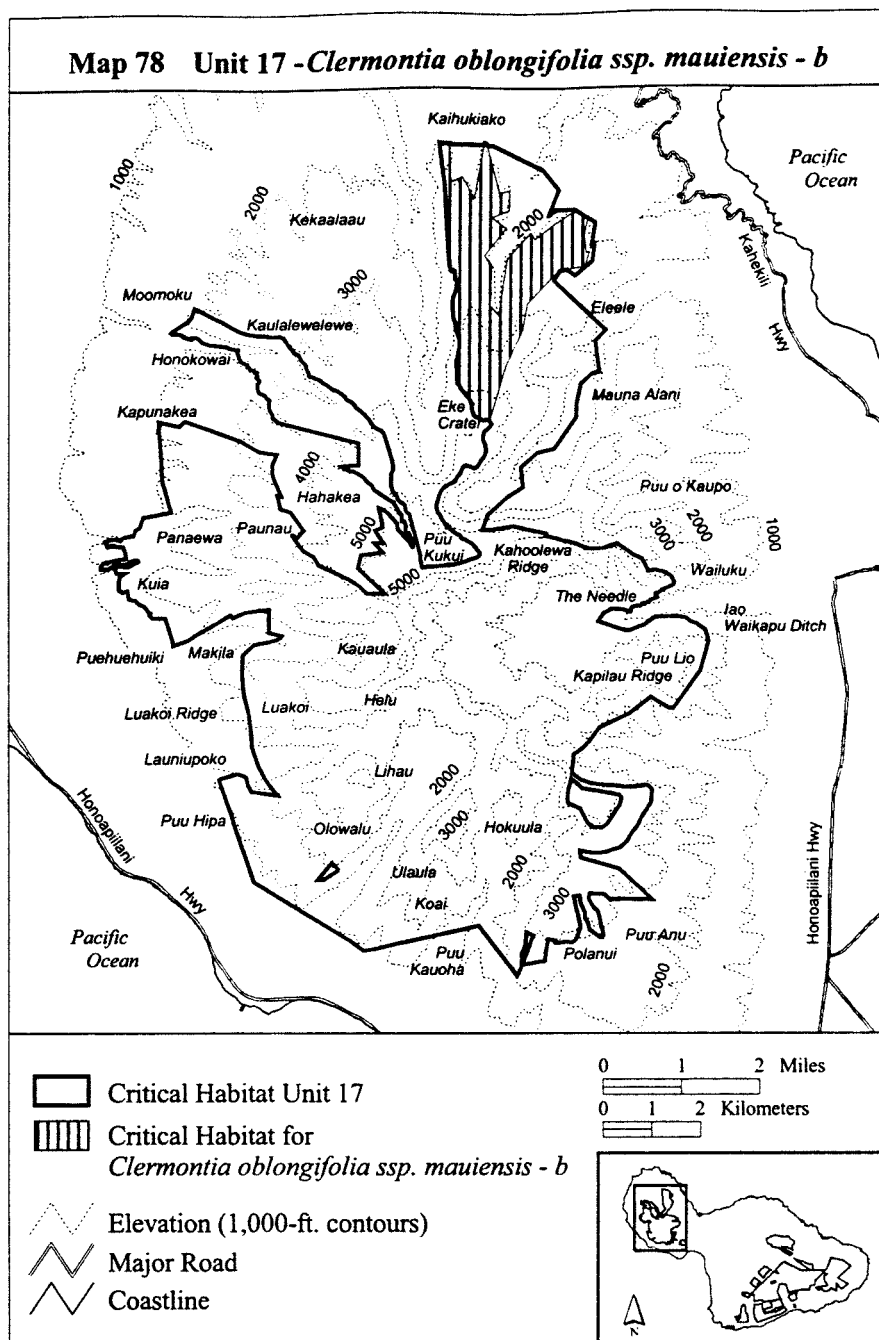 Map 78 Unit 17 - Clermontia oblongifolia ssp. mauiensis - b
Kaihukiako
Pacific
Ocean
1000
2000
Kekaalaau
2000
Kahekili
Hwy
3000
Moomoku
Kaulalewelewe
Eleele
Honokowai
Kapunakea
Eke
Crater
Mauna Alani
4000
Hahakea
Puu o Kaupo
3000
2000
1000
Panaewa
Paunau
5000
Puu
Kukui
Kahoolewa
Ridge
Wailuku
Kuia
5000
The Needle
Iao
Waikapu Ditch
Puehuehuiki
Makila
Kauaula
Puu Lio
Kapilau Ridge
Luakoi Ridge
Luakoi
Helu
Launiupoko
Lihau
2000
Puu Hipa
Olowalu
3000
Hokuula
Honoapiilani
Hwy
Ulaula
2000
Koai
3000
Honoapiilani Hwy
Pacific
Ocean
Puu
Kauoha
Polanui
Puu Anu
2000
0 1 2 Miles
0 1 2 Kilometers
Critical Habitat Unit 17
Critical Habitat for
Clermontia oblongifolia ssp. mauiensis - b
Elevation (1,000-ft. contours)
Major Road
Coastline
N